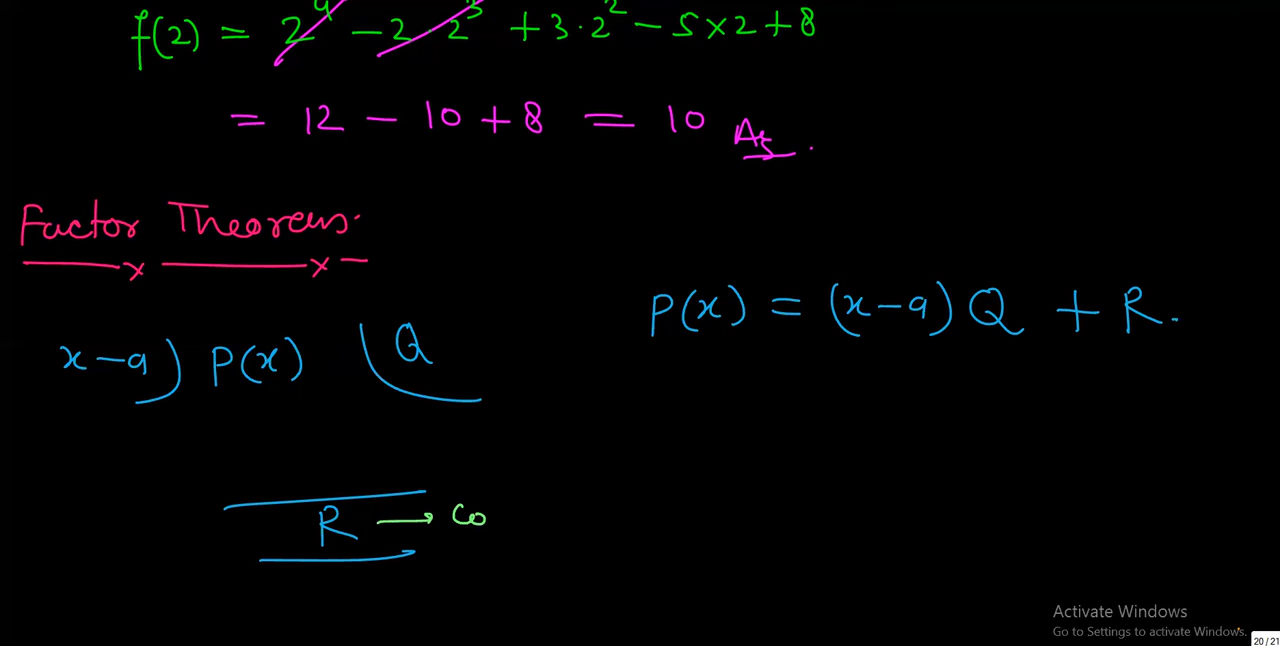 f(2) = 2⁴ - 2·2³ + 3·2² - 5×2+8
= 12 - 10 + 8 = 10 As.
Factor Theorem.
P(x) = (x-a) Q + R.
x-a) P(x) (Q
R → Co
Activate Windows
Go to Settings to activate Windows.
20 / 21